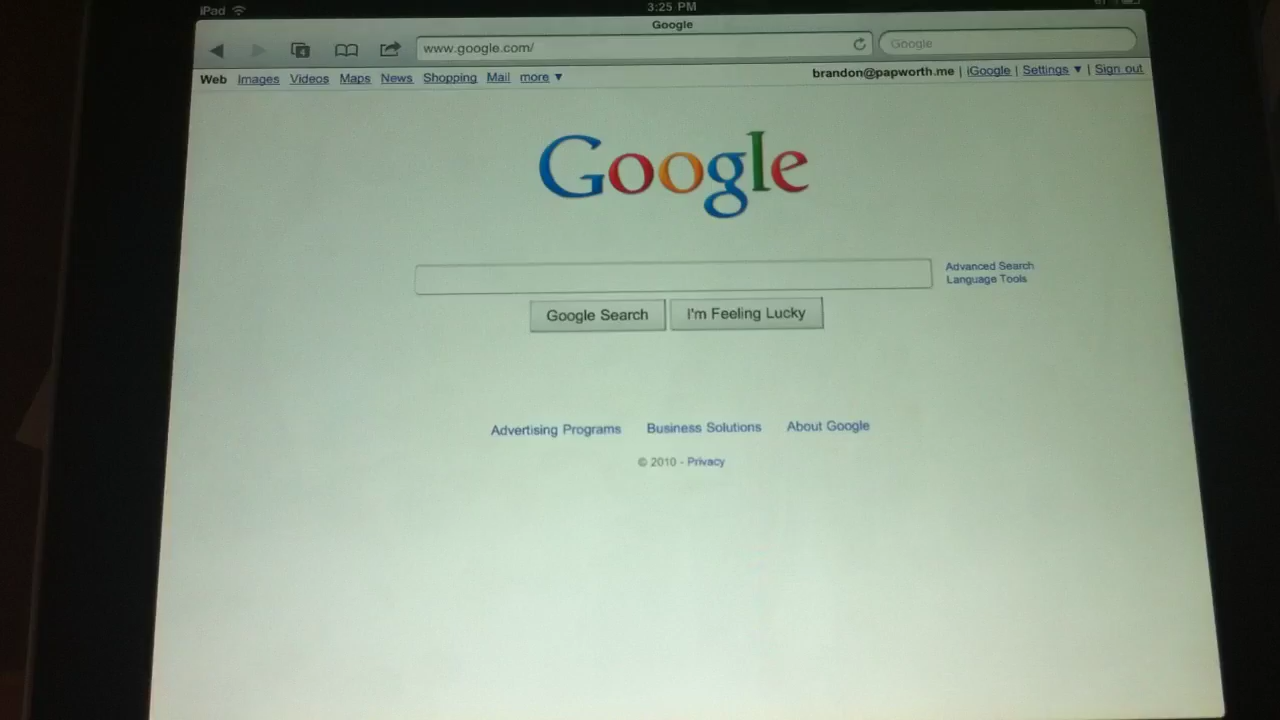 iPad 3:25 PM
Google
4 www.google.com/ Google
Web Images Videos Maps News Shopping Mail more ▼ brandon@papworth.me | iGoogle | Settings ▼ | Sign out
Google
Advanced Search
Language Tools
Google Search I'm Feeling Lucky
Advertising Programs Business Solutions About Google
© 2010 - Privacy